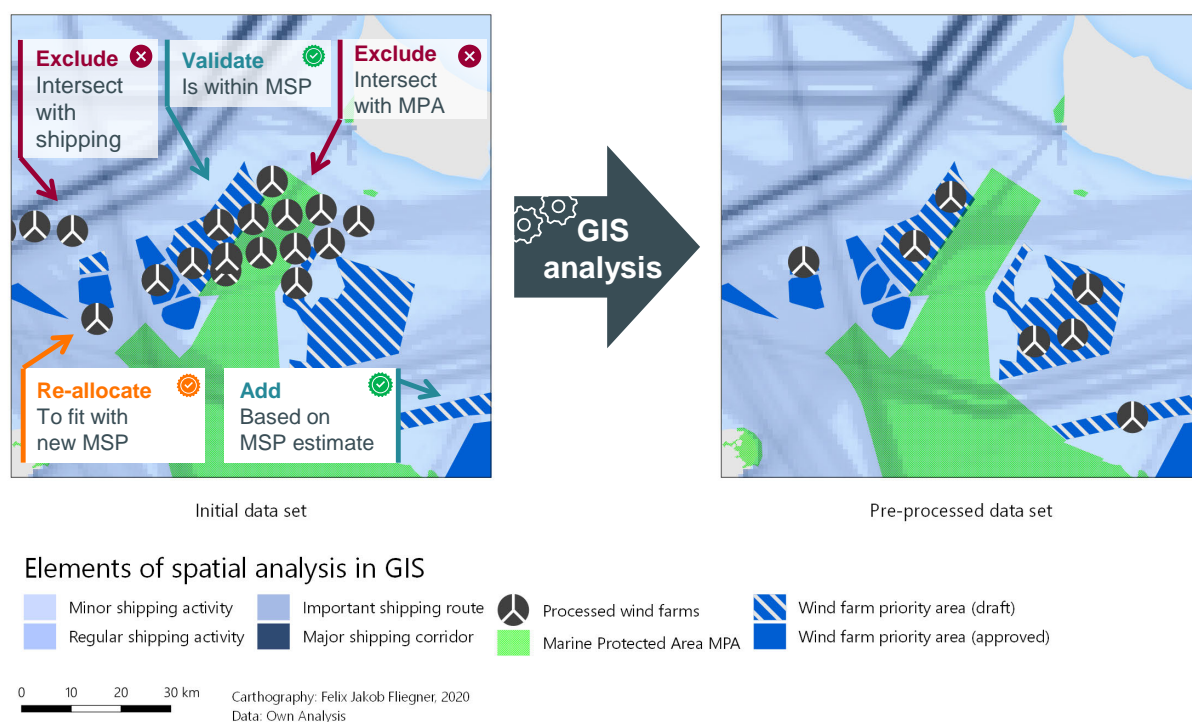 Exclude
Intersect
with
shipping
Validate
Is within MSP
Exclude
Intersect
with MPA
Re-allocate
To fit with
new MSP
Add
Based on
MSP estimate
GIS
analysis
Initial data set
Pre-processed data set
Elements of spatial analysis in GIS
Minor shipping activity
Regular shipping activity
Important shipping route
Major shipping corridor
Processed wind farms
Marine Protected Area MPA
Wind farm priority area (draft)
Wind farm priority area (approved)
0 10 20 30 km
Carthography: Felix Jakob Fliegner, 2020
Data: Own Analysis